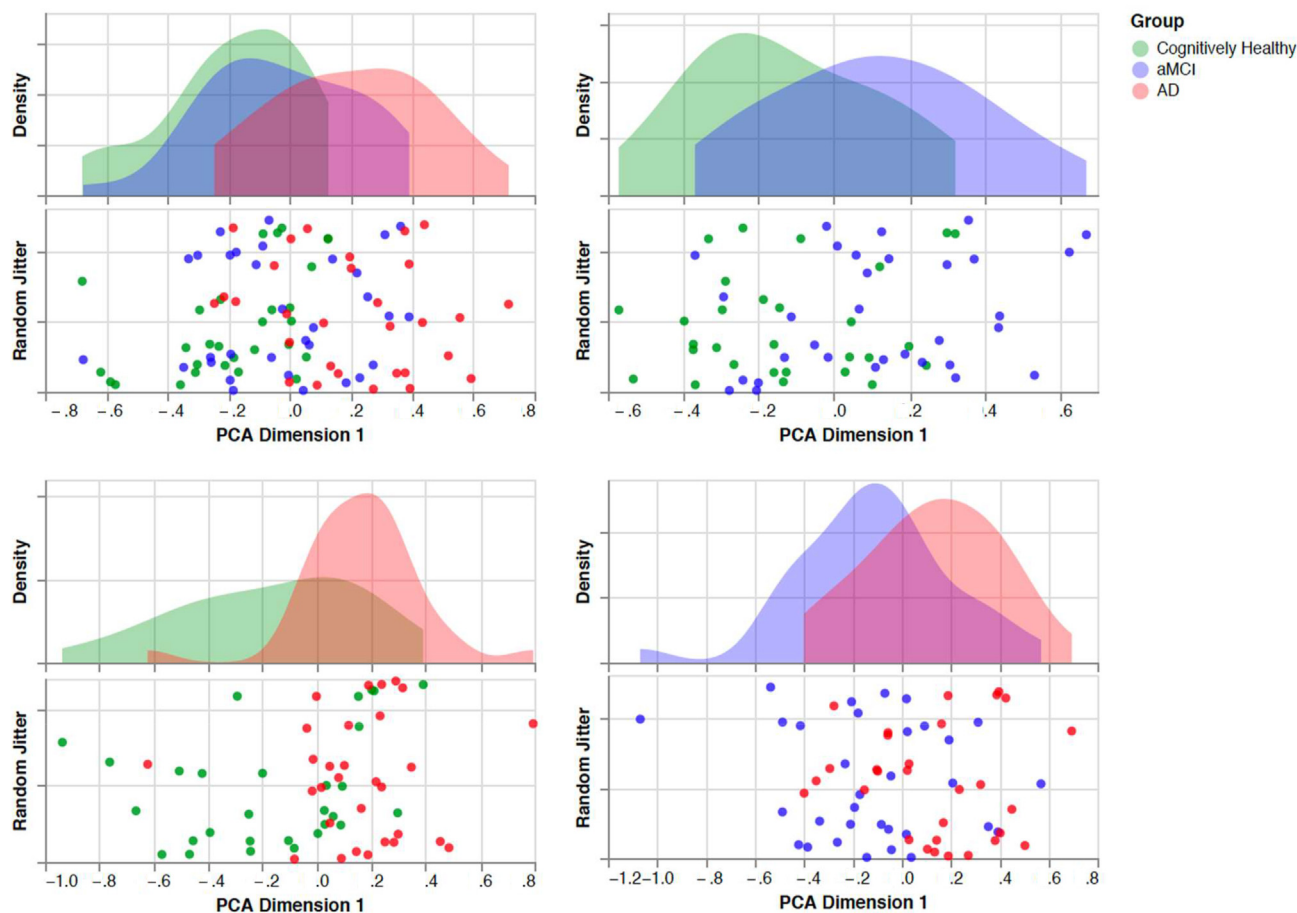 Group
Cognitively Healthy
aMCI
AD
Density
Density
Random Jitter
Random Jitter
-.8 -.6 -.4 -.2 .0 .2 .4 .6 .8
-.6 -.4 -.2 .0 .2 .4 .6
PCA Dimension 1
PCA Dimension 1
Density
Density
Random Jitter
Random Jitter
-1.0 -.8 -.6 -.4 -.2 .0 .2 .4 .6 .8
-1.2-1.0 -.8 -.6 -.4 -.2 .0 .2 .4 .6 .8
PCA Dimension 1
PCA Dimension 1